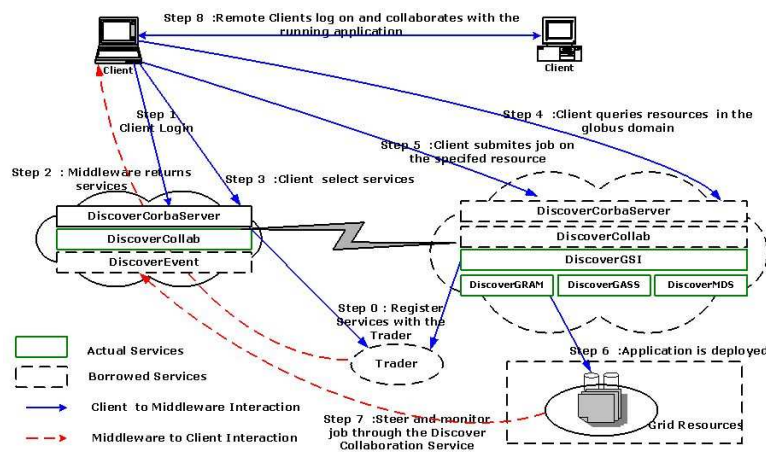 Step 8 :Remote Clients log on and collaborates with the
running application
Client
Client
Step 1
Client Login
Step 4 :Client queries resources in the
globus domain
Step 5 :Client submites job on
the specifed resource
Step 2 :Middleware returns
services
Step 3 :Client select services
DiscoverCorbaServer
DiscoverCollab
DiscoverEvent
DiscoverCorbaServer
DiscoverCollab
DiscoverGSI
DiscoverGRAM
DiscoverGASS
DiscoverMDS
Step 0 : Register
Services with the
Trader
Trader
Step 6 :Application is deployed
Grid Resources
Step 7 :Steer and monitor
job through the Discover
Collaboration Service
Actual Services
Borrowed Services
Client to Middleware Interaction
Middleware to Client Interaction